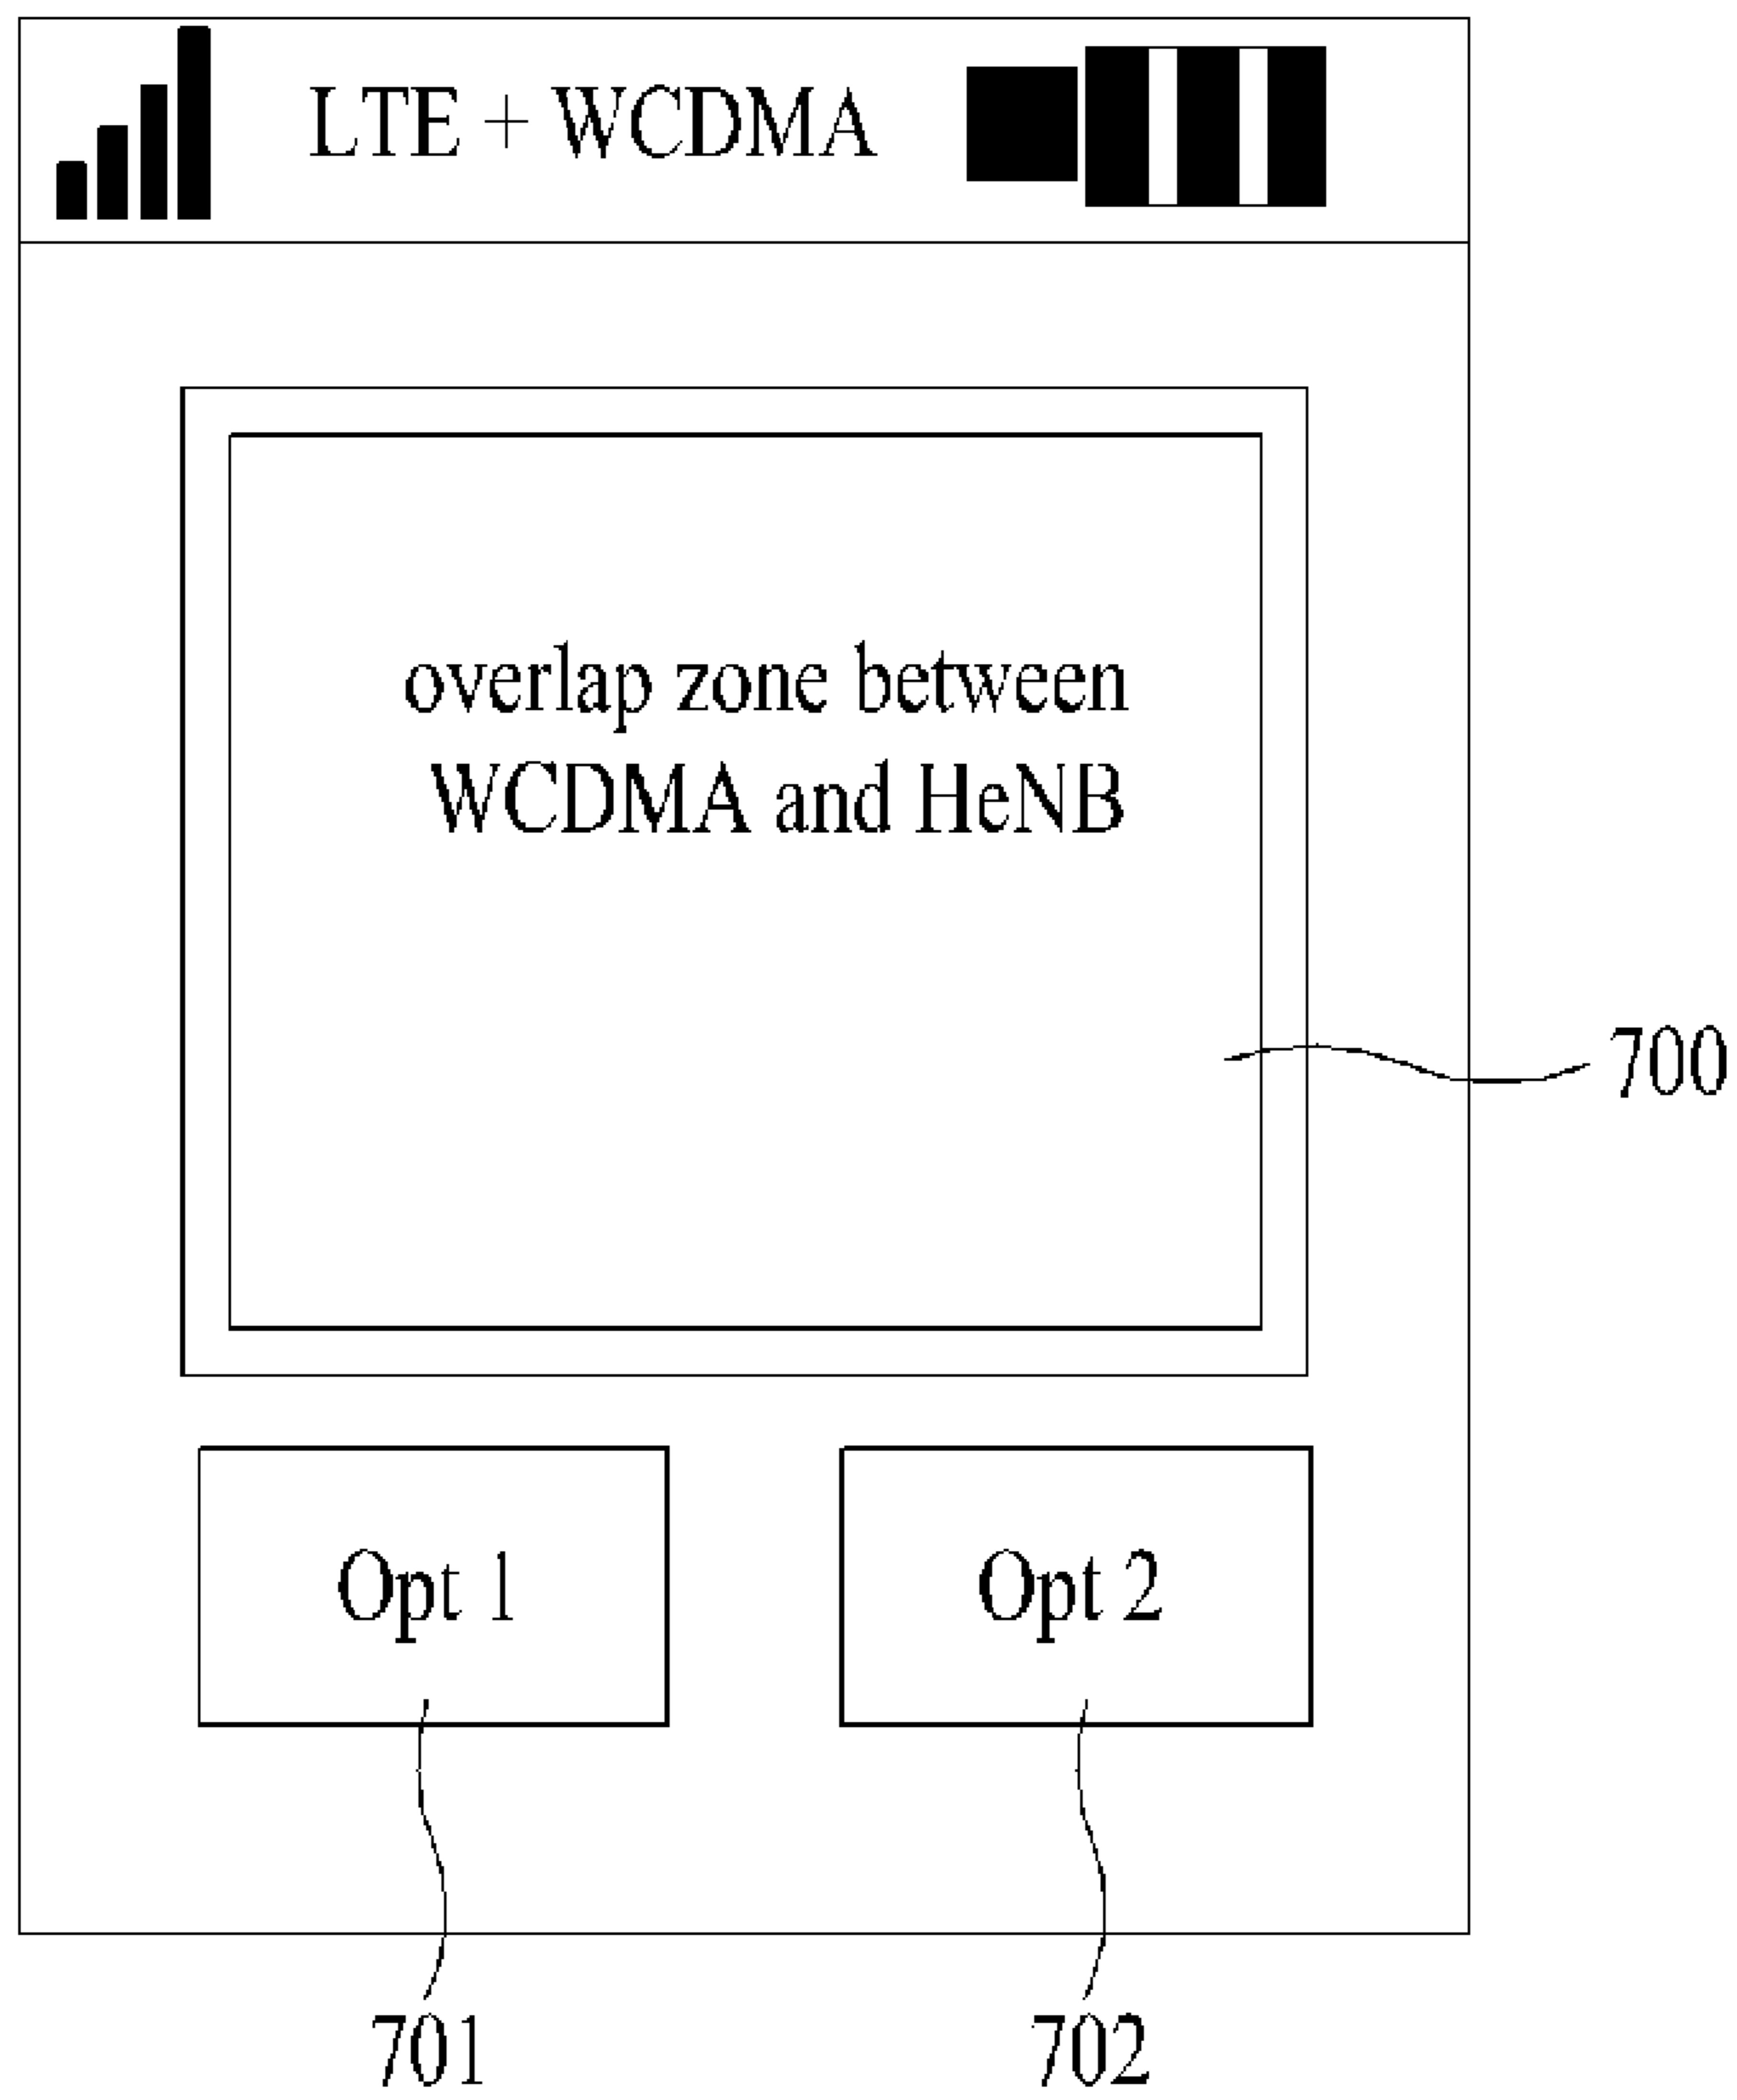 LTE + WCDMA
overlap zone between
WCDMA and HeNB
700
Opt 1
Opt 2
701
702